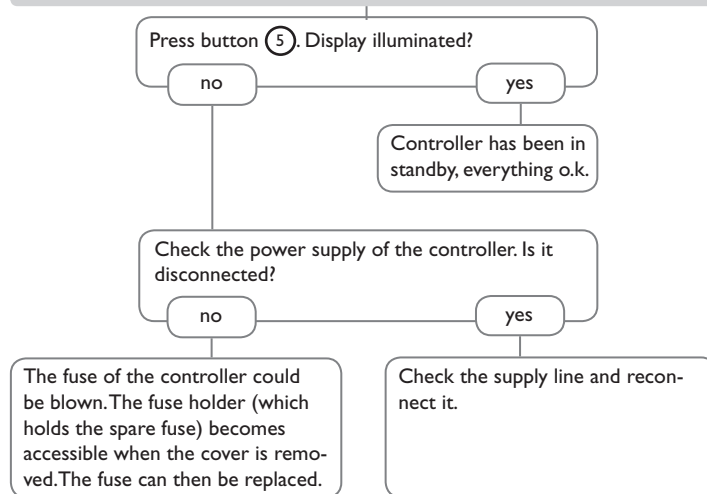 Press button 5. Display illuminated?
no
yes
Controller has been in
standby, everything o.k.
Check the power supply of the controller. Is it
disconnected?
no
yes
The fuse of the controller could
be blown. The fuse holder (which
holds the spare fuse) becomes
accessible when the cover is remo-
ved. The fuse can then be replaced.
Check the supply line and recon-
nect it.